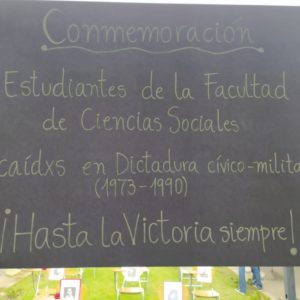 Conmemoración
Estudiantes de la Facultad
de Ciencias Sociales
caídxs en Dictadura cívico-milita
(1973-1990)
¡Hasta la Victoria siempre!